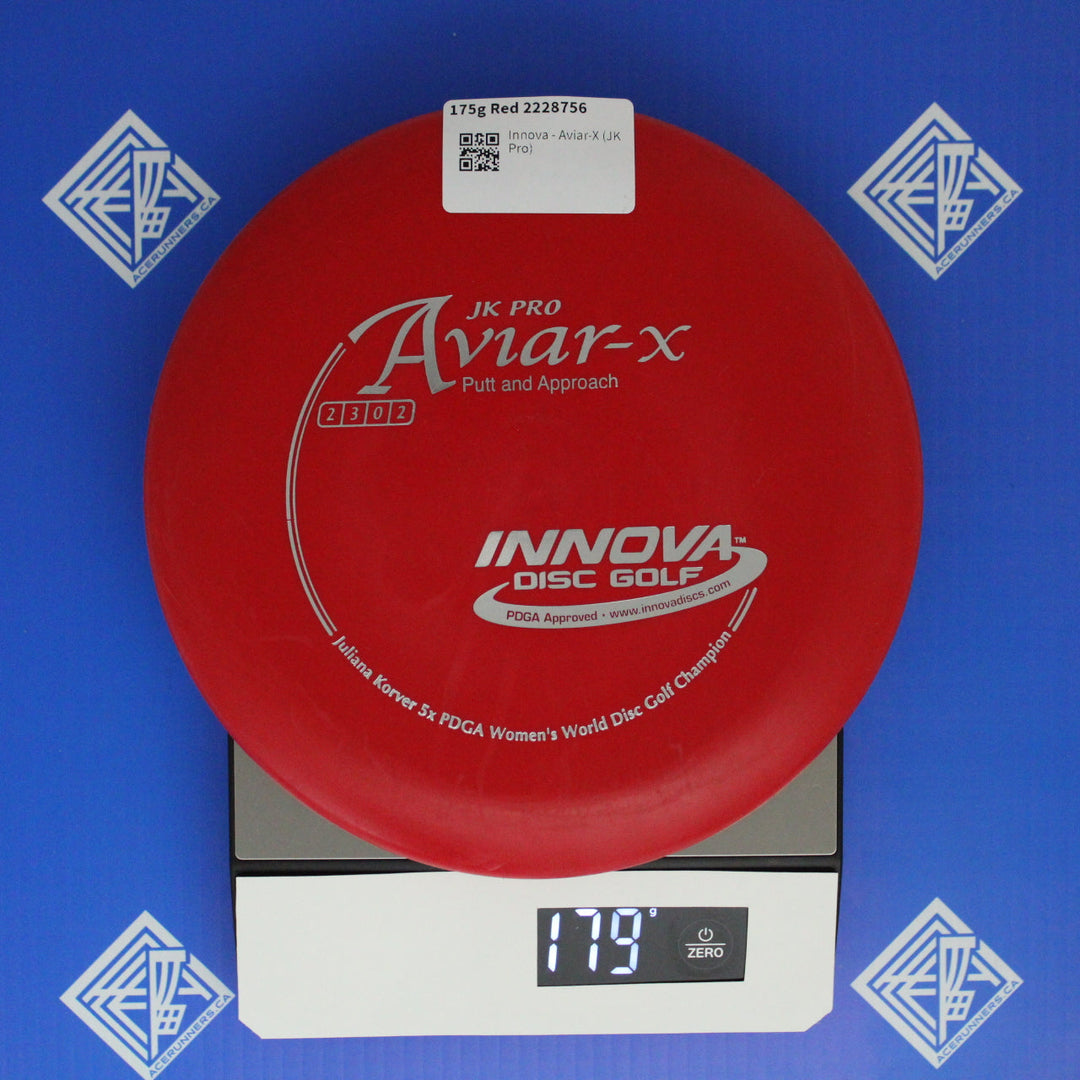 175g Red 2228756
Innova - Aviar-X (JK
Pro)
ACERUNNERS.CA
ACERUNNERS.CA
JK PRO
Aviar-x
Putt and Approach
2 3 0 2
INNOVA™
DISC GOLF
PDGA Approved • www.innovadiscs.com
Juliana Korver 5x PDGA Women's World Disc Golf Champion
179 g
ZERO
ACERUNNERS.CA
ACERUNNERS.CA